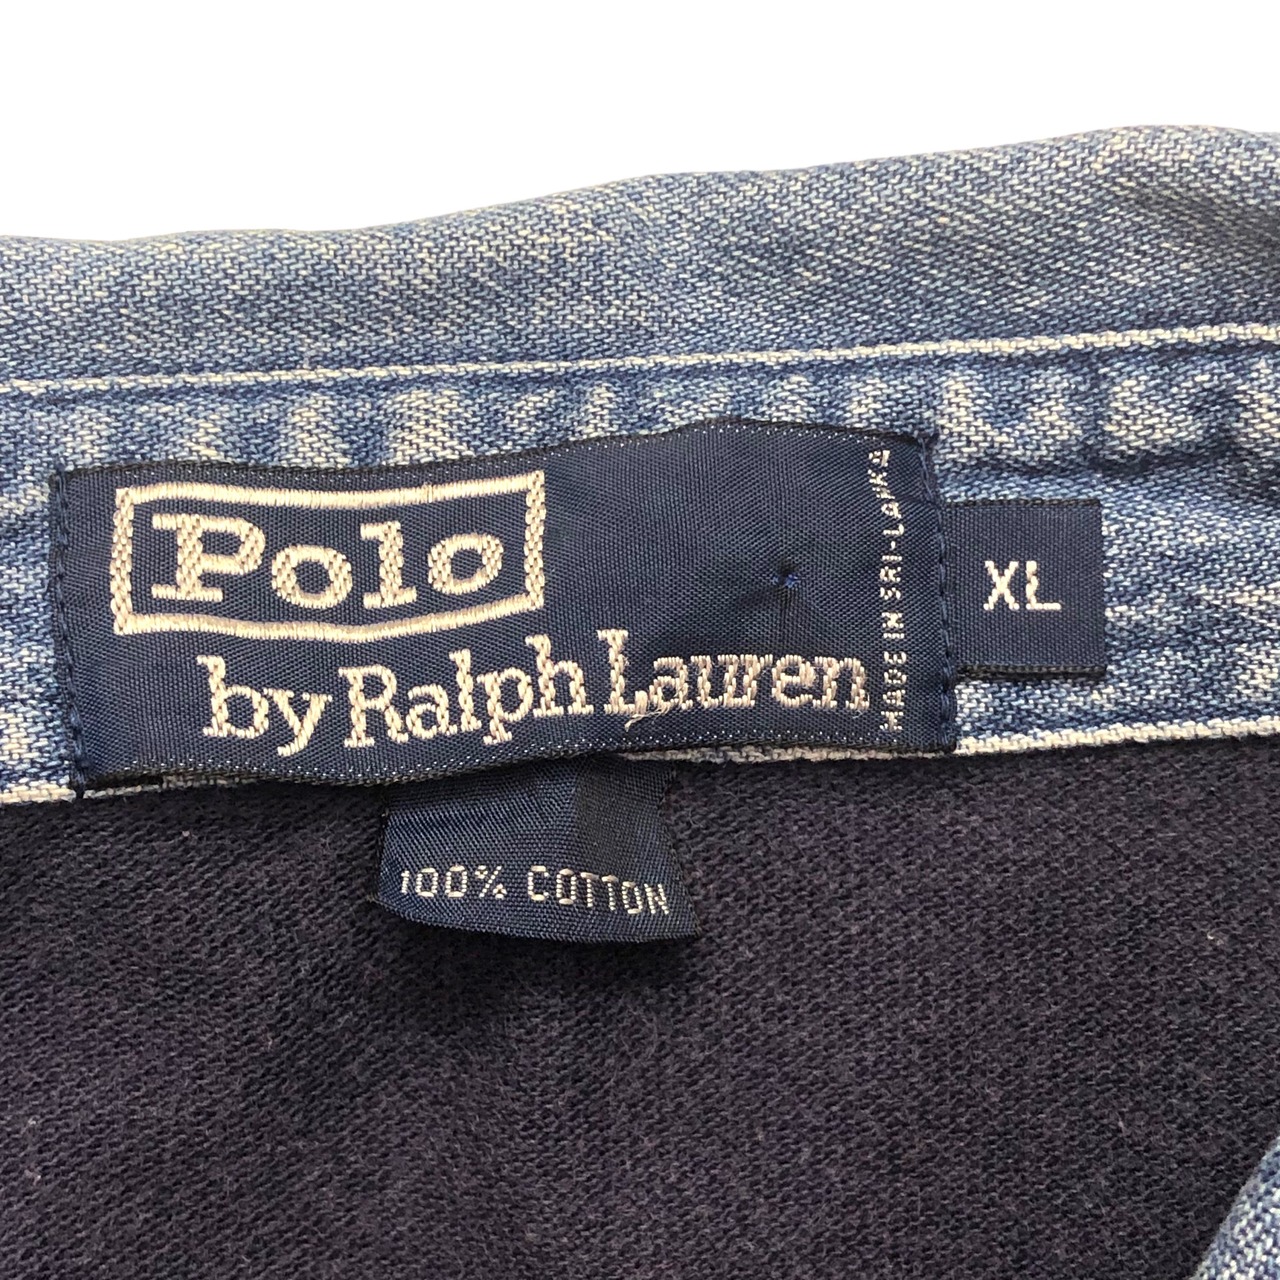 Polo
by Ralph Lauren
MADE IN SRI-LANKA
XL
100% COTTON